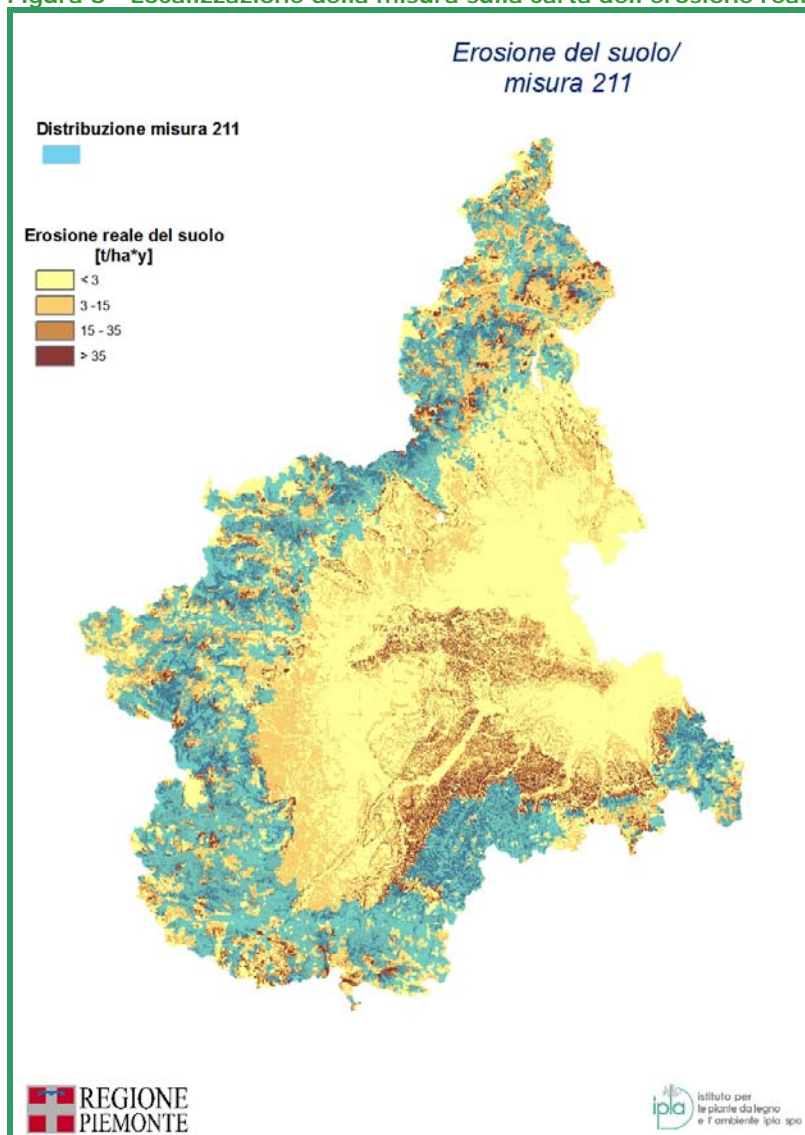 Erosione del suolo/
misura 211
Distribuzione misura 211
Erosione reale del suolo
[t/ha*y]
< 3
3 -15
15 - 35
> 35
REGIONE
PIEMONTE
ipla
istituto per
le piante da legno
e l'ambiente ipla spa